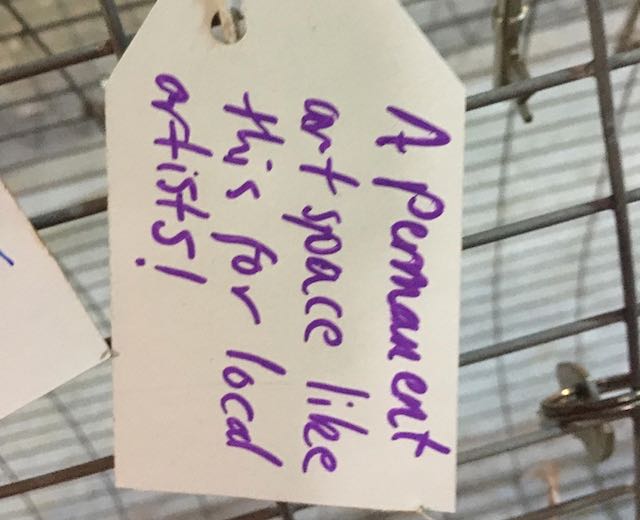 A permanent
art space like
this for local
artists!